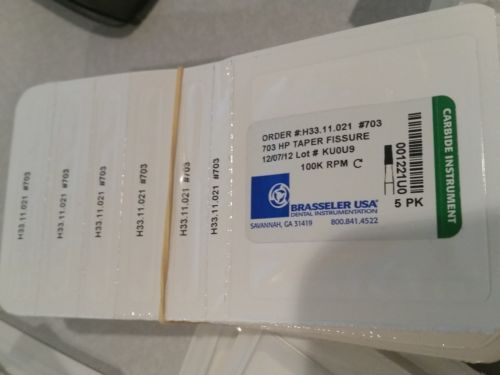 H33.11.021 #703
H33.11.021 #703
H33.11.021 #703
H33.11.021 #703
H33.11.021 #703
H33.11.021 #703
ORDER #:H33.11.021 #703
703 HP TAPER FISSURE
12/07/12 Lot # KU0U9
100K RPM
001221U0
5 PK
BRASSELER USA®
DENTAL INSTRUMENTATION
SAVANNAH, GA 31419 800.841.4522
CARBIDE INSTRUMENT